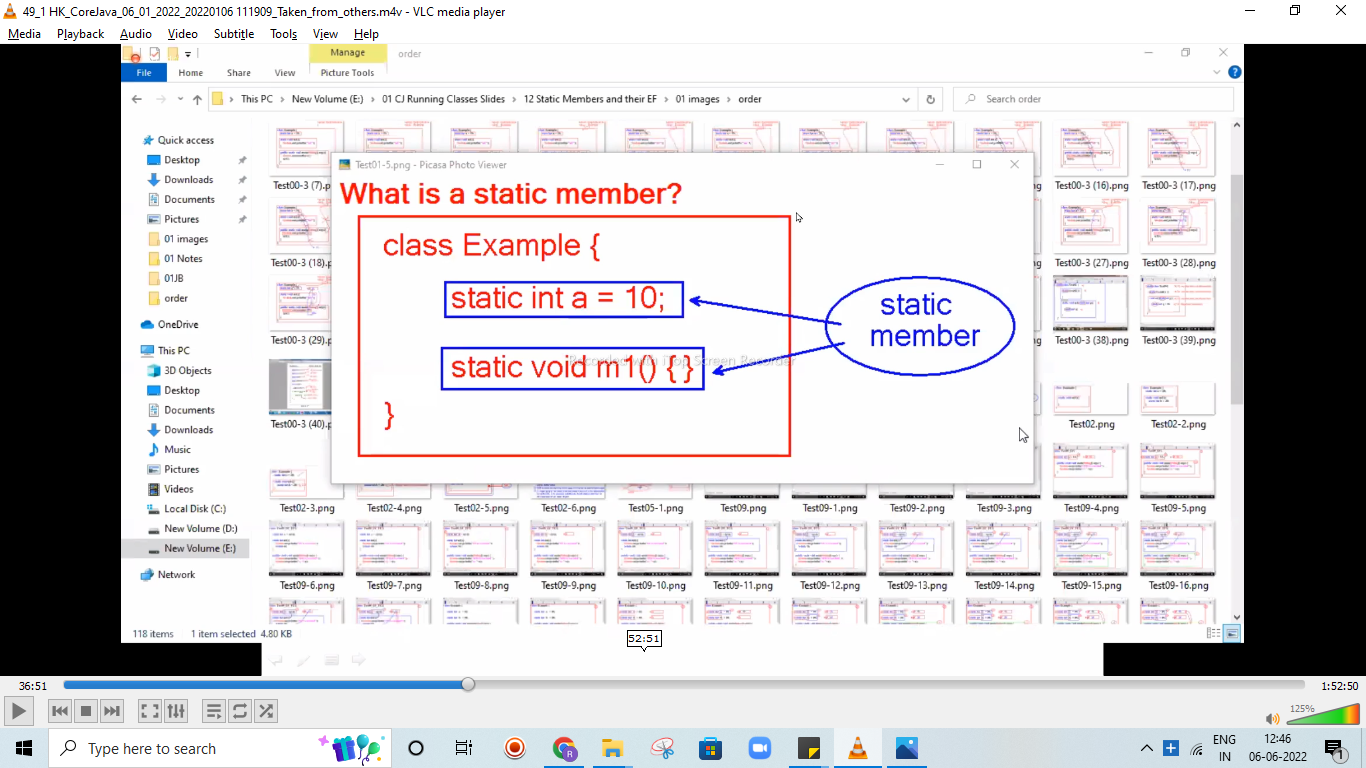 49_1 HK_CoreJava_06_01_2022_20220106 111909_Taken_from_others.m4v - VLC media player
Media Playback Audio Video Subtitle Tools View Help
Manage order
File Home Share View Picture Tools
This PC › New Volume (E:) › 01 CJ Running Classes Slides › 12 Static Members and their EF › 01 images › order
Search order
Quick access
Desktop
Downloads
Documents
Pictures
01 images
01 Notes
01JB
order
OneDrive
This PC
3D Objects
Desktop
Documents
Downloads
Music
Pictures
Videos
Local Disk (C:)
New Volume (D:)
New Volume (E:)
Network
Test00-3 (7).p
Test00-3 (16).png Test00-3 (17).png
Test00-3 (18).p
Test00-3 (27).png Test00-3 (28).png
Test00-3 (29).p
Test00-3 (38).png Test00-3 (39).png
Test00-3 (40).p
Test02.png Test02-2.png
Test01-5.png - Picasa Photo Viewer
What is a static member?
class Example {
static int a = 10;
static void m1() { }
}
static
member
Recorded with iTop Screen Recorder
Test02-3.png Test02-4.png Test02-5.png Test02-6.png Test05-1.png Test09.png Test09-1.png Test09-2.png Test09-3.png Test09-4.png Test09-5.png
Test09-6.png Test09-7.png Test09-8.png Test09-9.png Test09-10.png Test09-11.png Test09-12.png Test09-13.png Test09-14.png Test09-15.png Test09-16.png
118 items 1 item selected 4.80 KB
52:51
36:51
1:52:50
125%
Type here to search
ENG
IN
12:46
06-06-2022
1